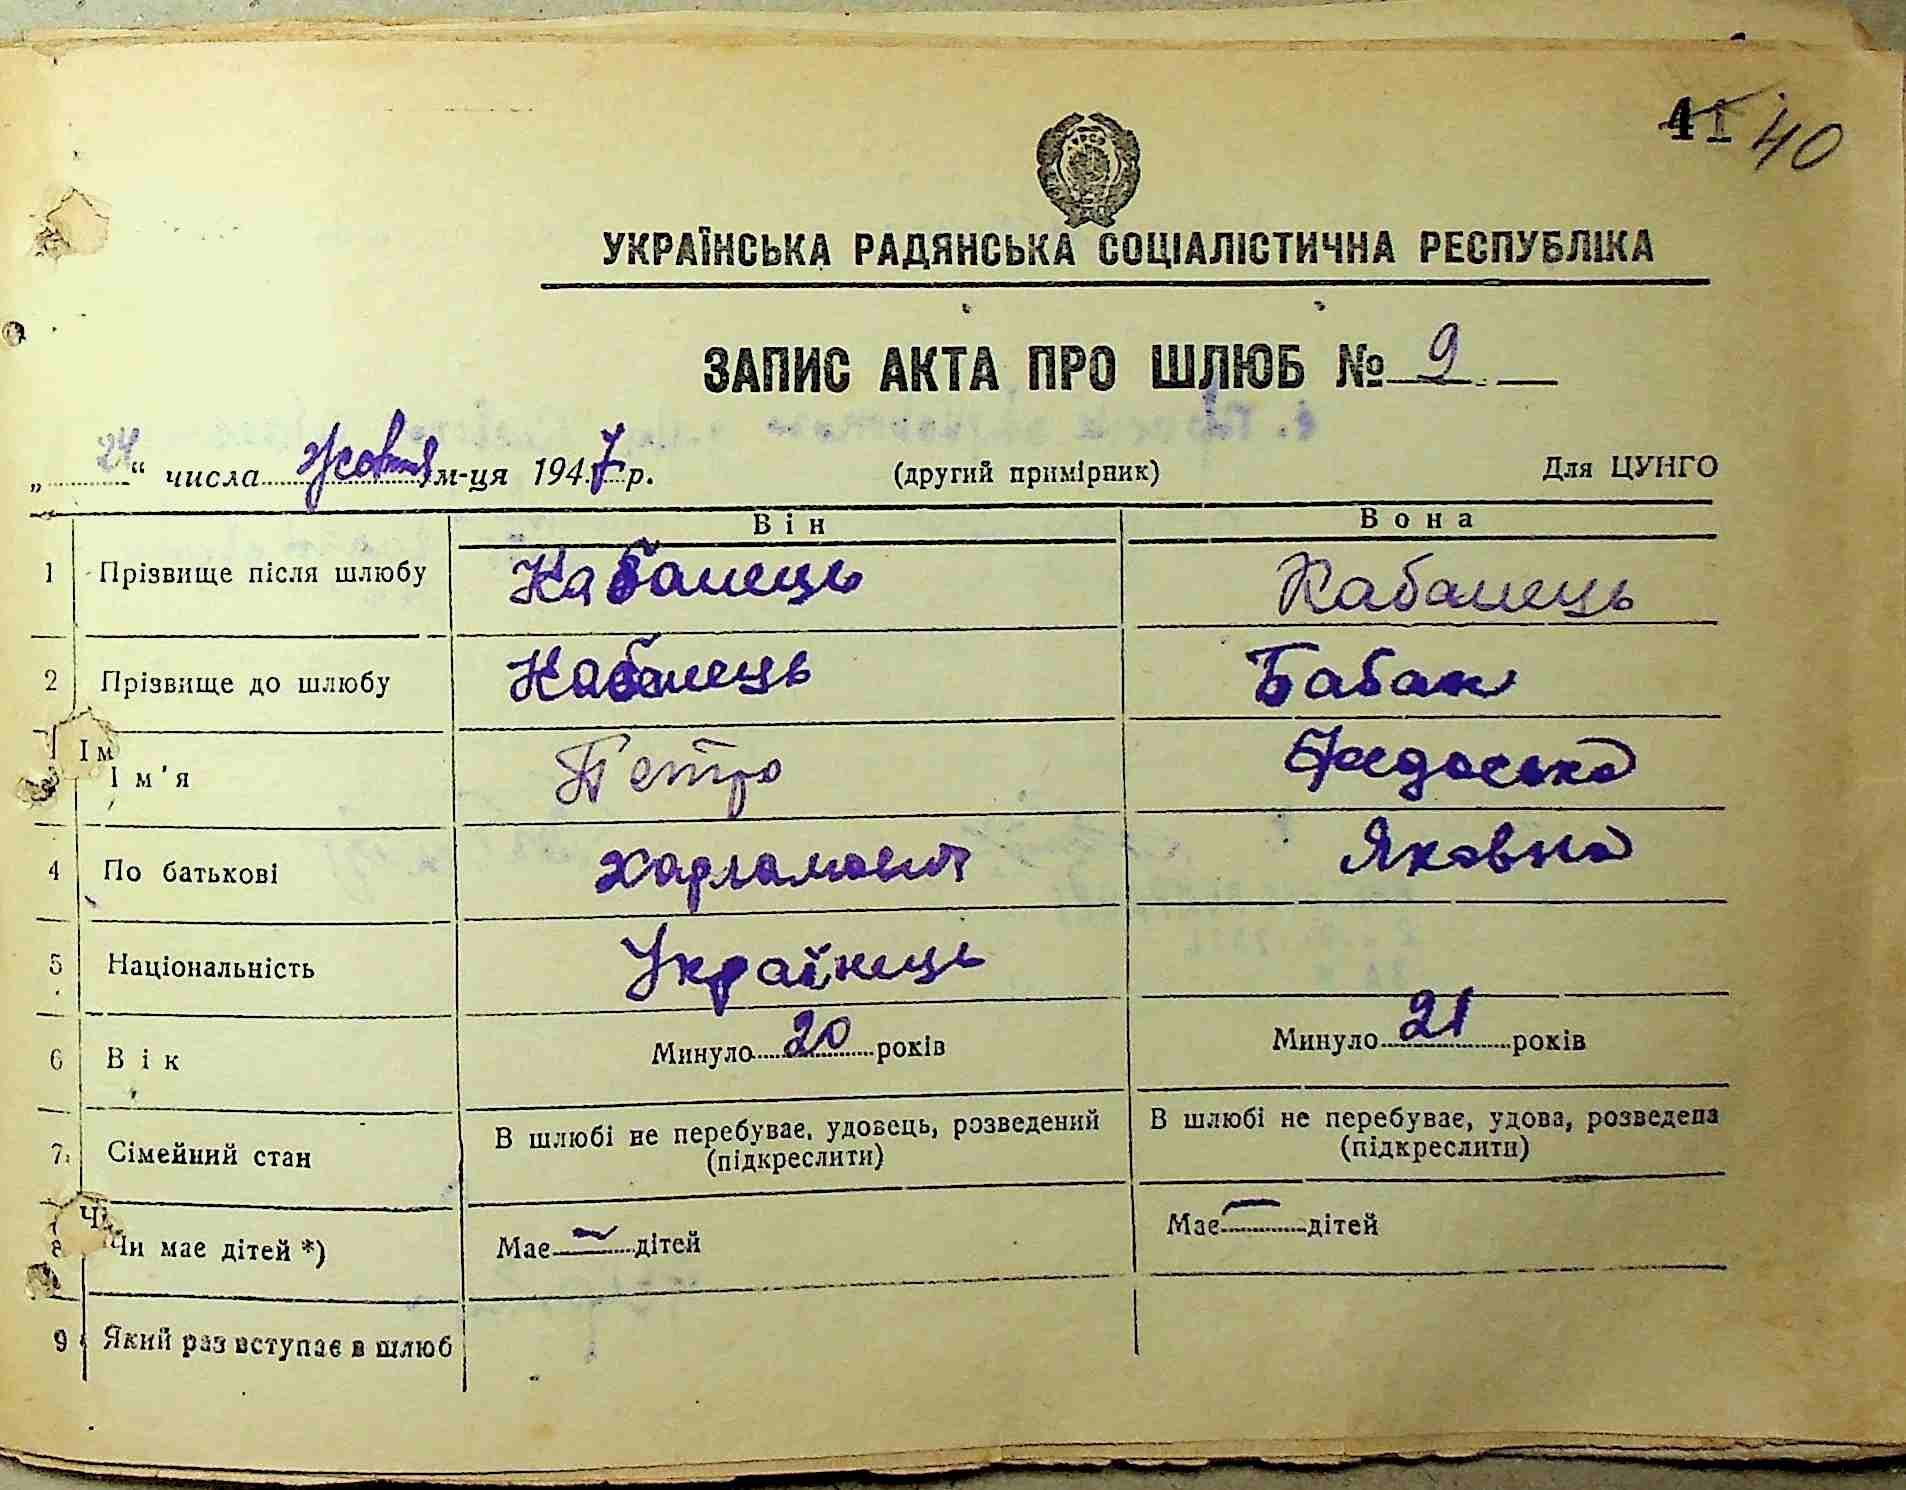 41 40
УКРАЇНСЬКА РАДЯНСЬКА СОЦІАЛІСТИЧНА РЕСПУБЛІКА
ЗАПИС АКТА ПРО ШЛЮБ № 9
„24“ числа жовтня м-ця 1947 р. (другий примірник) Для ЦУНГО
Він Вона
1 Прізвище після шлюбу Кабанець Кабанець
2 Прізвище до шлюбу Кабанець Бабак
Ім
3 Ім'я Петро Федоська
4 По батькові Харламович Яковна
5 Національність Українець
6 Вік Минуло 20 років Минуло 21 років
7 Сімейний стан В шлюбі не перебуває, удовець, розведений (підкреслити) В шлюбі не перебуває, удова, розведена (підкреслити)
8 Чи має дітей *) Має — дітей Має — дітей
9 Який раз вступає в шлюб